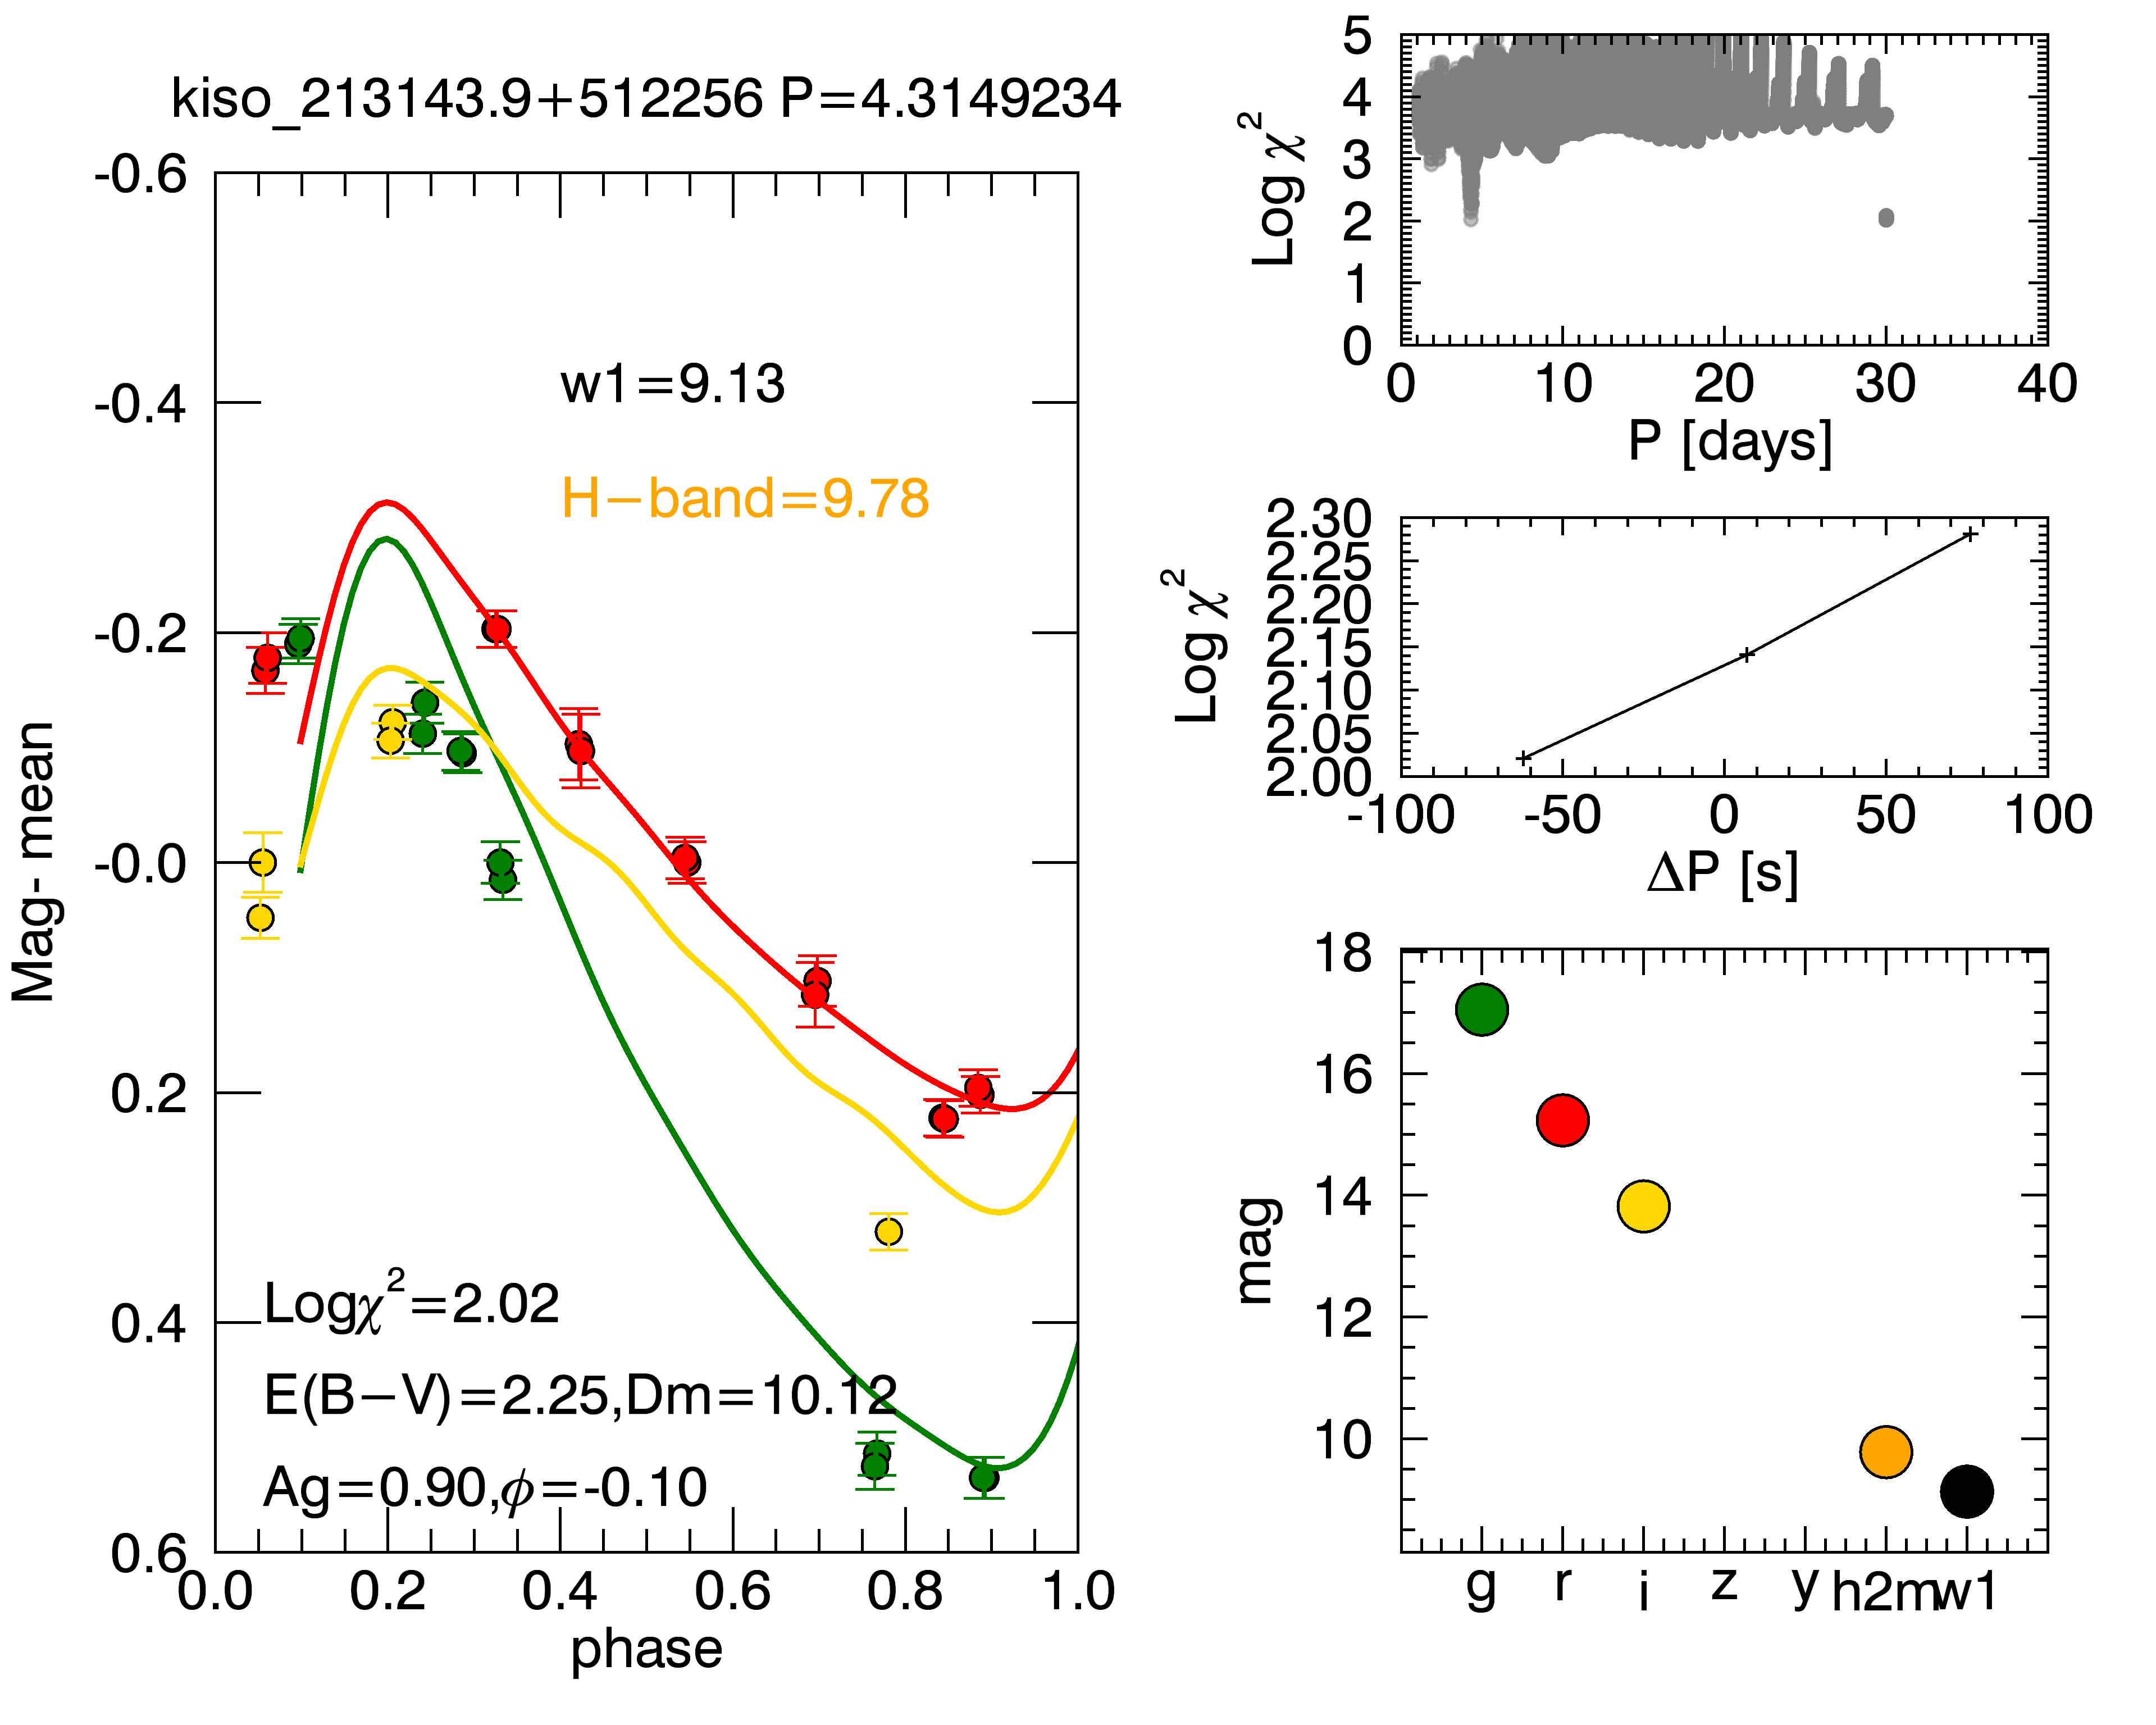 kiso_213143.9+512256 P=4.3149234
-0.6
-0.4
-0.2
-0.0
0.2
0.4
0.6
Mag- mean
w1=9.13
H-band=9.78
Logχ²=2.02
E(B-V)=2.25,Dm=10.12
Ag=0.90,ϕ=-0.10
0.0 0.2 0.4 0.6 0.8 1.0
phase
5
4
3
2
1
0
Log χ²
0 10 20 30 40
P [days]
2.30
2.25
2.20
2.15
2.10
2.05
2.00
Log χ²
-100 -50 0 50 100
ΔP [s]
18
16
14
12
10
mag
g r i z y h2mw1